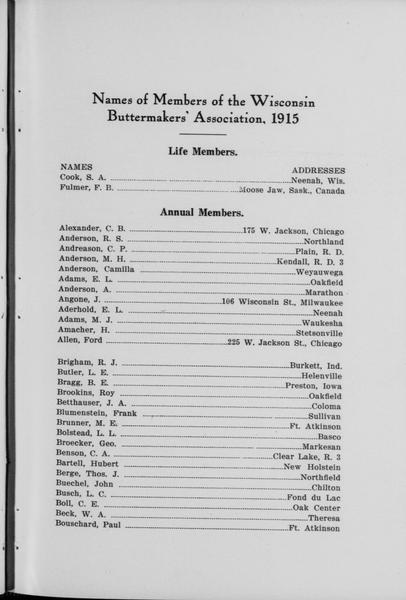 Names of Members of the Wisconsin
Buttermakers' Association, 1915
Life Members.
NAMES ADDRESSES
Cook, S. A. ....Neenah, Wis.
Fulmer, F. B. ....Moose Jaw, Sask., Canada
Annual Members.
Alexander, C. B. ....175 W. Jackson, Chicago
Anderson, R. S. ....Northland
Andreason, C. P. ....Plain, R. D.
Anderson, M. H. ....Kendall, R. D. 3
Anderson, Camilla ....Weyauwega
Adams, E. L. ....Oakfield
Anderson, A. ....Marathon
Angone, J. ....106 Wisconsin St., Milwaukee
Aderhold, E. L. ....Neenah
Adams, M. J. ....Waukesha
Amacher, H. ....Stetsonville
Allen, Ford ....225 W. Jackson St., Chicago
Brigham, R. J. ....Burkett, Ind.
Butler, L. E. ....Helenville
Bragg, B. E. ....Preston, Iowa
Brookins, Roy ....Oakfield
Betthauser, J. A. ....Coloma
Blumenstein, Frank ....Sullivan
Brunner, M. E. ....Ft. Atkinson
Bolstead, L. L. ....Basco
Broecker, Geo. ....Markesan
Benson, C. A. ....Clear Lake, R. 3
Bartell, Hubert ....New Holstein
Berge, Thos. J. ....Northfield
Buechel, John ....Chilton
Busch, L. C. ....Fond du Lac
Boll, C. E. ....Oak Center
Beck, W. A. ....Theresa
Bouschard, Paul ....Ft. Atkinson